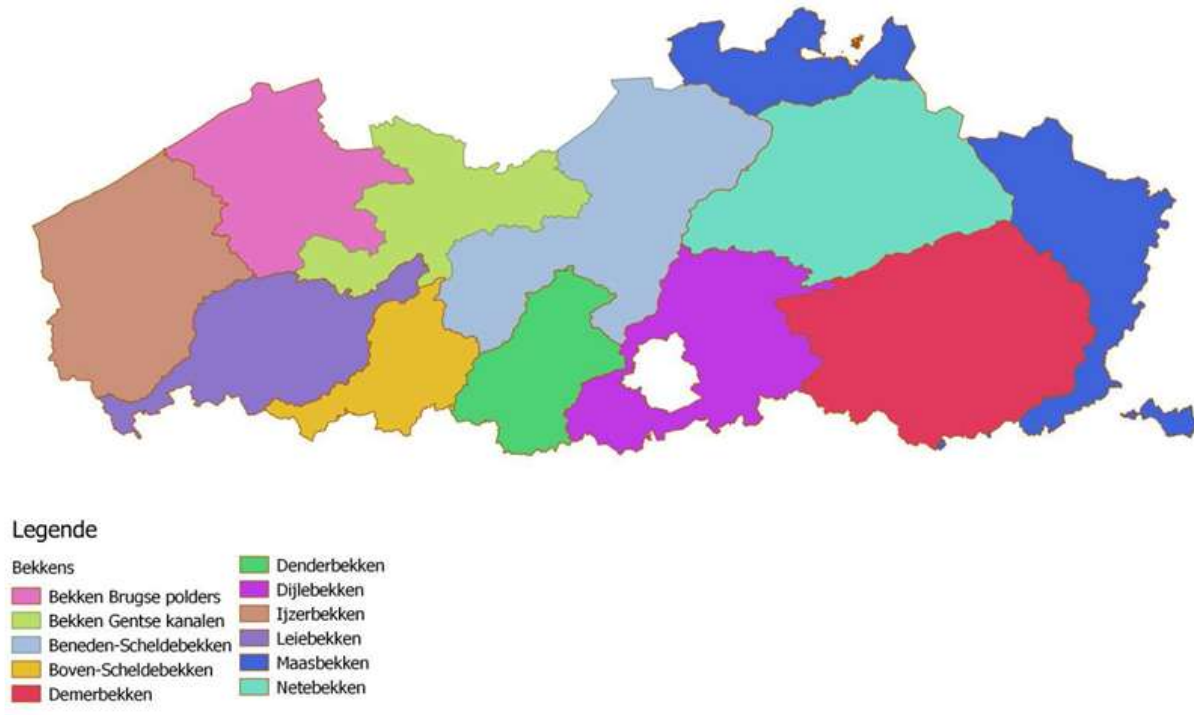 Legende
Bekkens
Bekken Brugse polders
Bekken Gentse kanalen
Beneden-Scheldebekken
Boven-Scheldebekken
Demerbekken
Denderbekken
Dijlebekken
Ijzerbekken
Leiebekken
Maasbekken
Netebekken